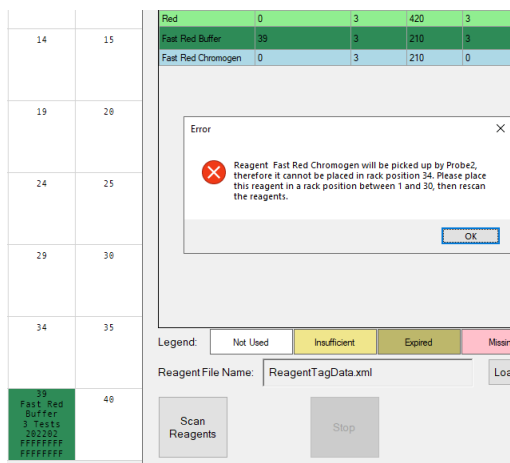 Red 0 3 420 3
Fast Red Buffer 39 3 210 3
Fast Red Chromogen 0 3 210 0
14 15
19 20
24 25
29 30
34 35
39 40
Fast Red
Buffer
3 Tests
202202
FFFFFFFF
FFFFFFFF
Error
Reagent Fast Red Chromogen will be picked up by Probe2,
therefore it cannot be placed in rack position 34. Please place
this reagent in a rack position between 1 and 30, then rescan
the reagents.
OK
Legend: Not Used Insufficient Expired Missin
Reagent File Name: ReagentTagData.xml Loa
Scan
Reagents
Stop